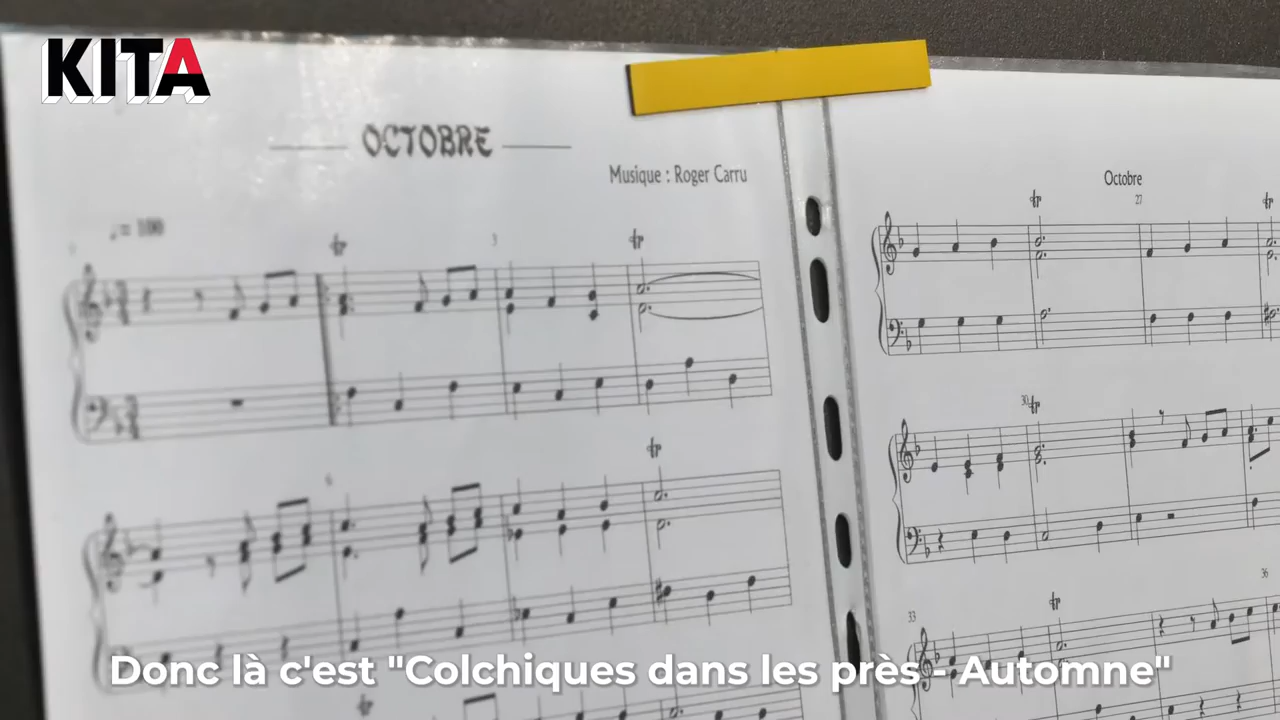 KITA
OCTOBRE
Musique : Roger Carru
♩= 100
3
6
Octobre
27
30
33
36
Donc là c'est "Colchiques dans les près - Automne"